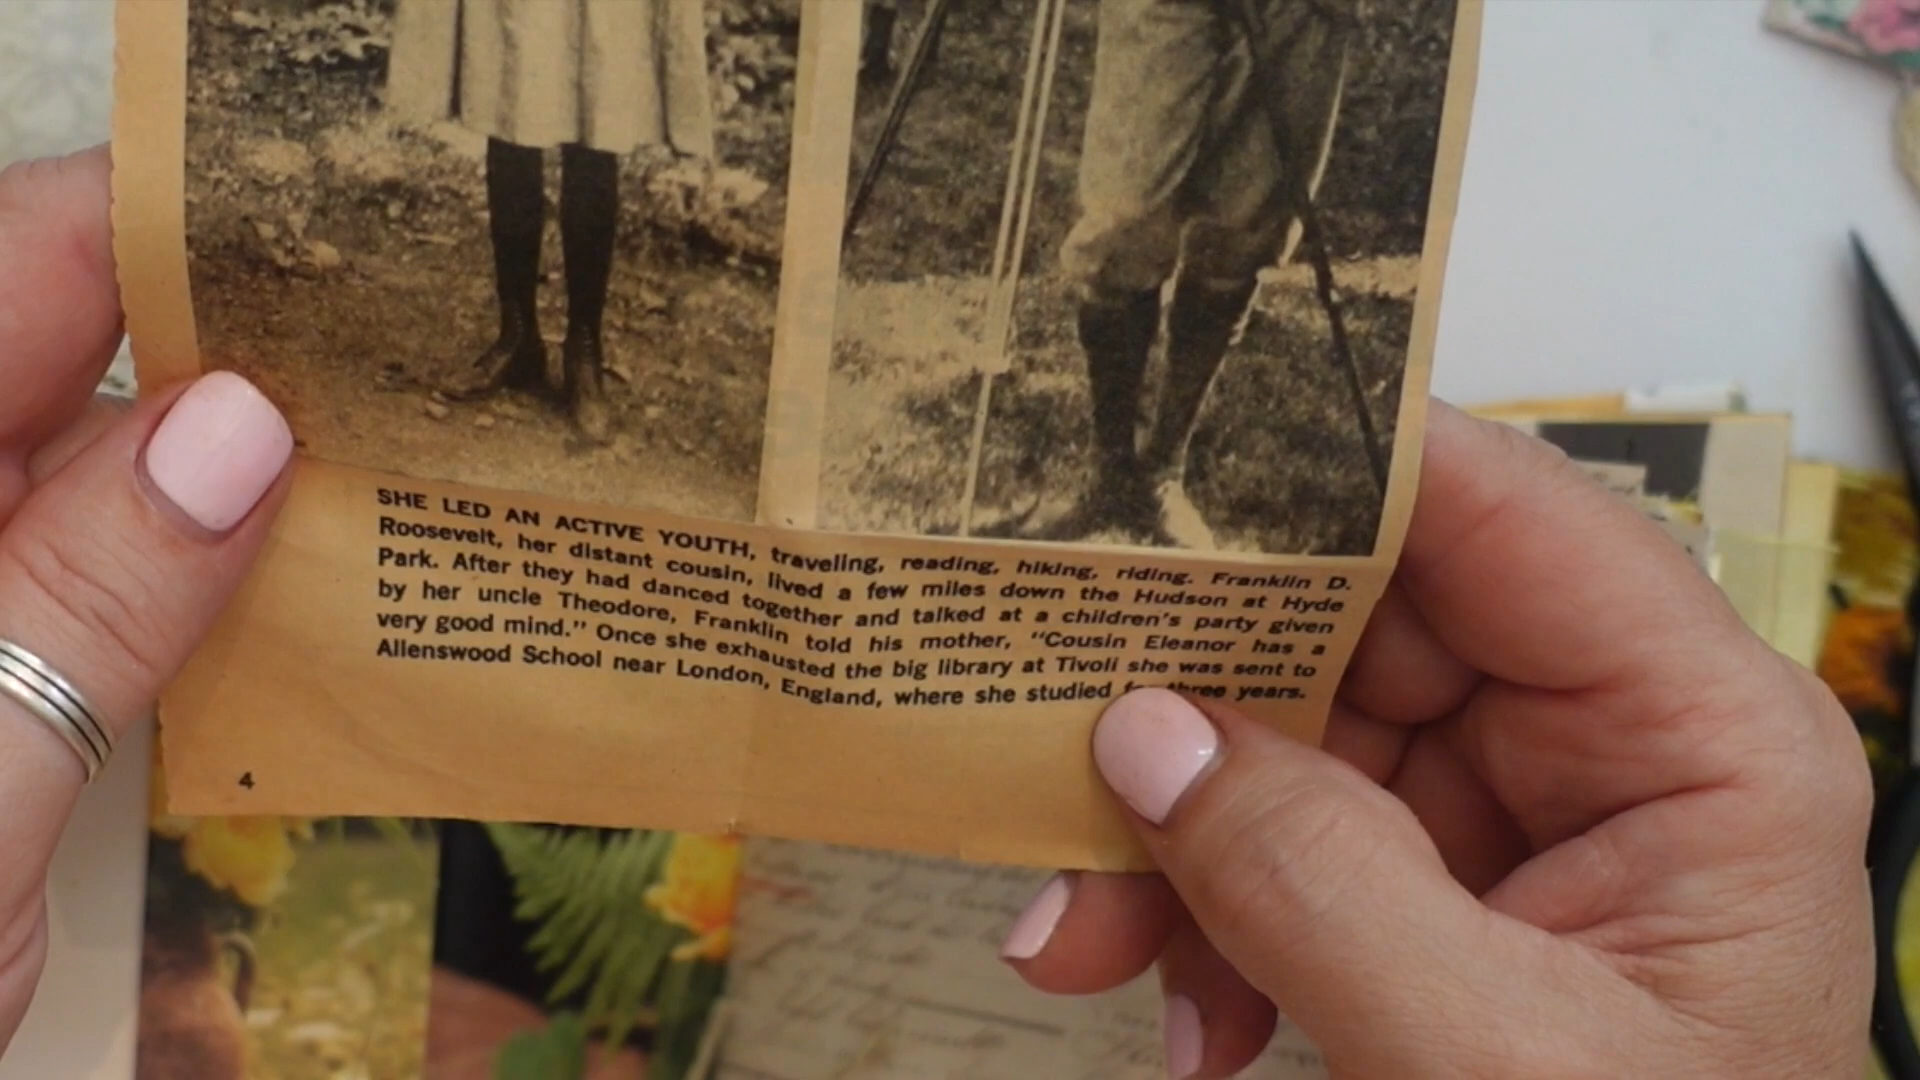 SHE LED AN ACTIVE YOUTH, traveling, reading, hiking, riding. Franklin D.
Roosevelt, her distant cousin, lived a few miles down the Hudson at Hyde
Park. After they had danced together and talked at a children's party given
by her uncle Theodore, Franklin told his mother, "Cousin Eleanor has a
very good mind." Once she exhausted the big library at Tivoli she was sent to
Allenswood School near London, England, where she studied for three years.
4